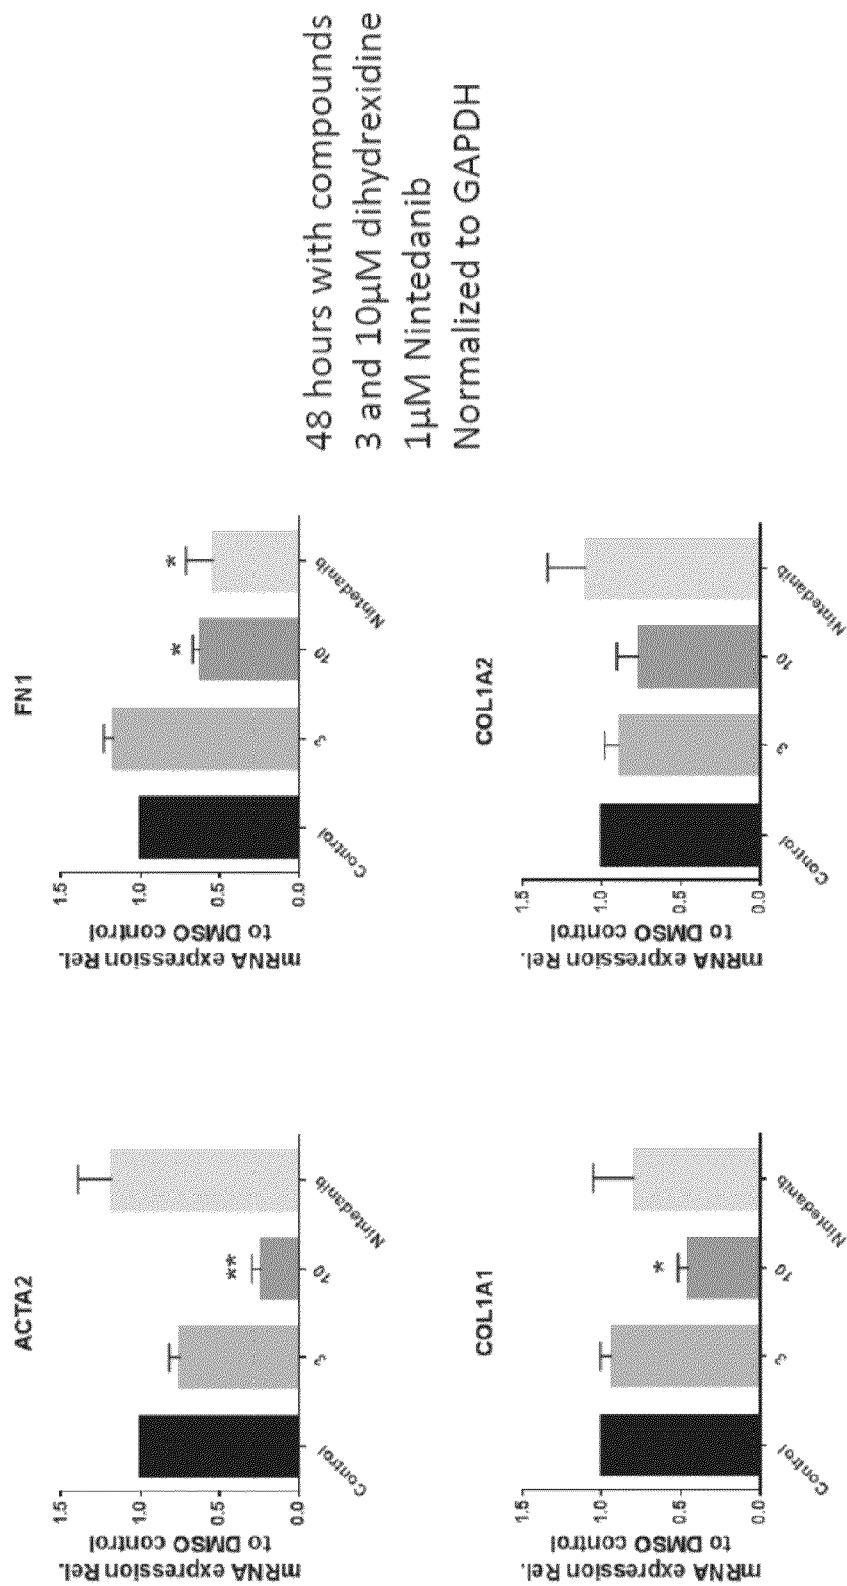 ACTA2
mRNA expression Rel.
to DMSO control
1.5
1.0
0.5
0.0
**
Control
3
10
Nintedanib
FN1
mRNA expression Rel.
to DMSO control
1.5
1.0
0.5
0.0
*
*
Control
3
10
Nintedanib
COL1A1
mRNA expression Rel.
to DMSO control
1.5
1.0
0.5
0.0
*
Control
3
10
Nintedanib
COL1A2
mRNA expression Rel.
to DMSO control
1.5
1.0
0.5
0.0
Control
3
10
Nintedanib
48 hours with compounds
3 and 10µM dihydrexidine
1µM Nintedanib
Normalized to GAPDH